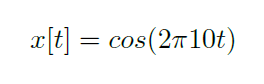 x[t] = cos(2π10t)